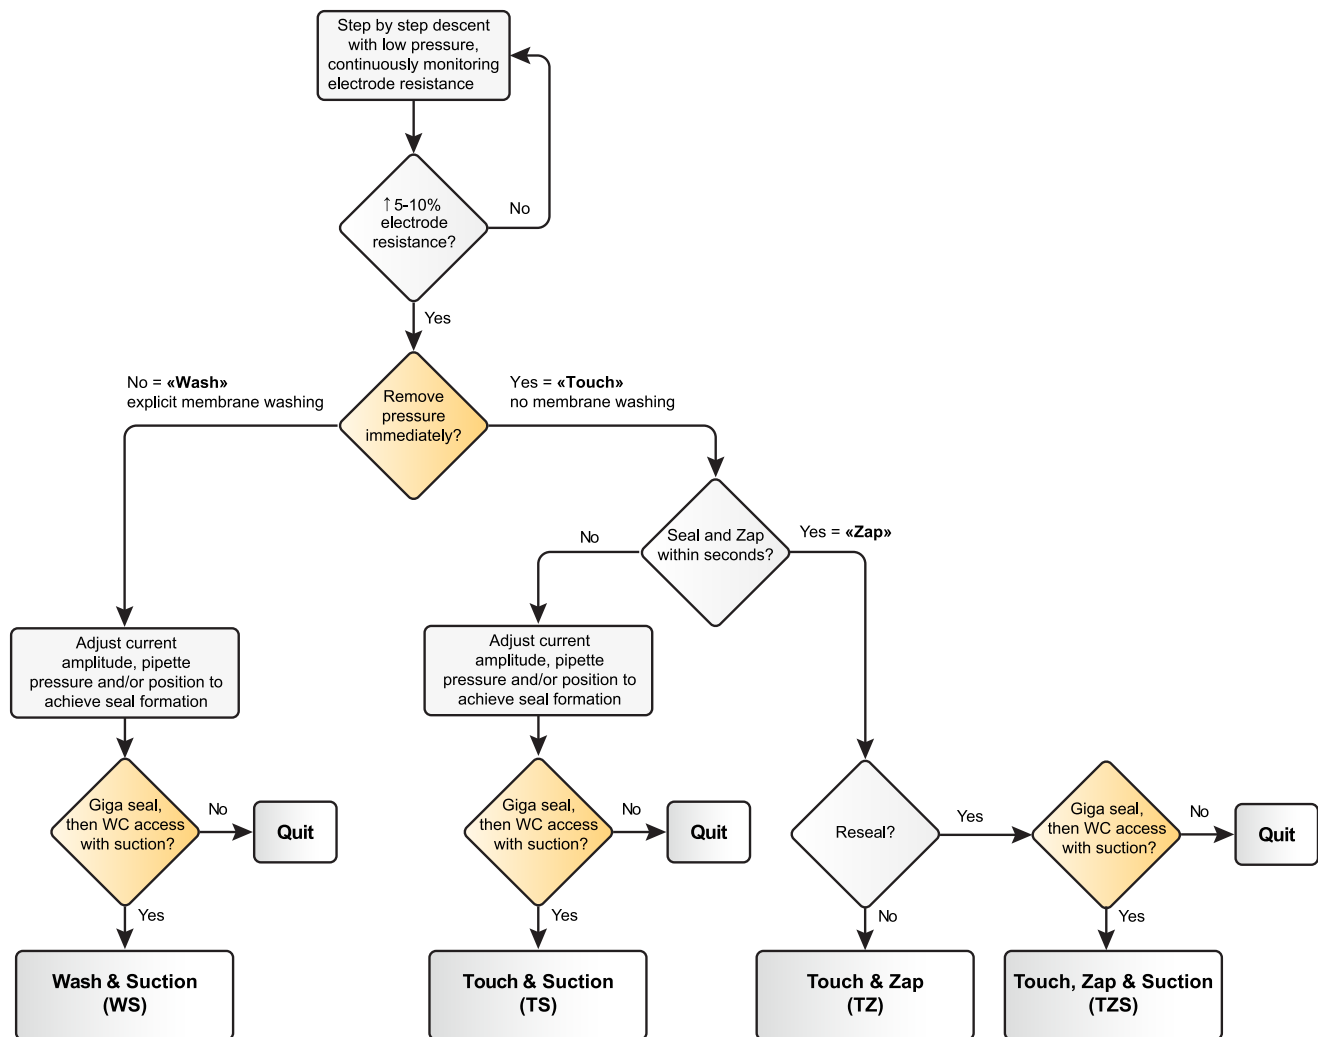 Step by step descent
with low pressure,
continuously monitoring
electrode resistance
↑5-10%
electrode
resistance?
No
Yes
No = «Wash»
explicit membrane washing
Remove
pressure
immediately?
Yes = «Touch»
no membrane washing
No
Seal and Zap
within seconds?
Yes = «Zap»
Adjust current
amplitude, pipette
pressure and/or position to
achieve seal formation
Adjust current
amplitude, pipette
pressure and/or position to
achieve seal formation
Giga seal,
then WC access
with suction?
No
Quit
Giga seal,
then WC access
with suction?
No
Quit
Reseal?
Yes
Giga seal,
then WC access
with suction?
No
Quit
Yes
Yes
No
Yes
Wash & Suction
(WS)
Touch & Suction
(TS)
Touch & Zap
(TZ)
Touch, Zap & Suction
(TZS)